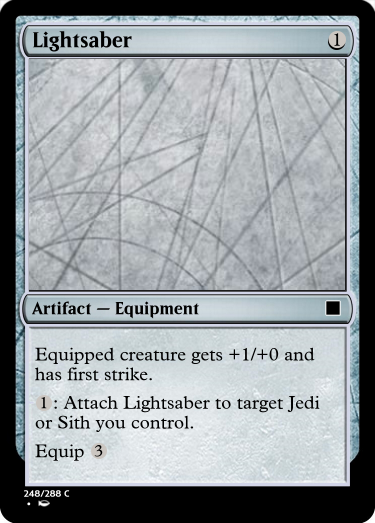 Lightsaber 1
Artifact — Equipment
Equipped creature gets +1/+0 and
has first strike.
1: Attach Lightsaber to target Jedi
or Sith you control.
Equip 3
248/288 C